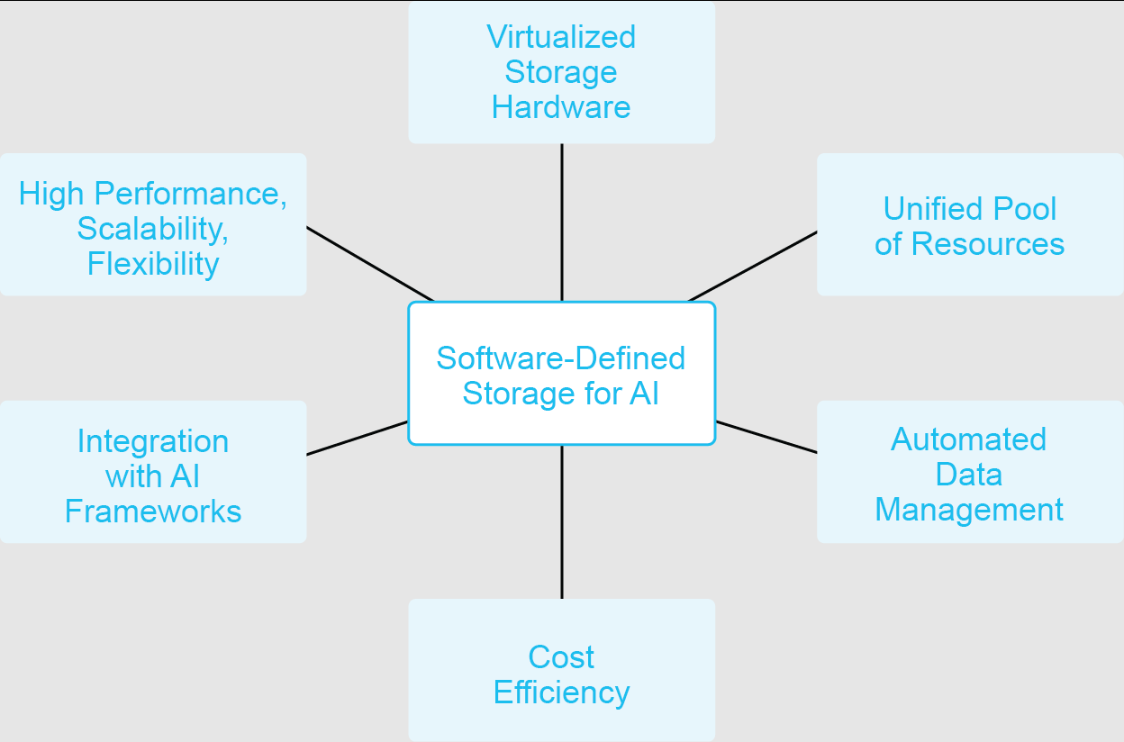 Virtualized
Storage
Hardware
High Performance,
Scalability,
Flexibility
Unified Pool
of Resources
Software-Defined
Storage for AI
Integration
with AI
Frameworks
Automated
Data
Management
Cost
Efficiency